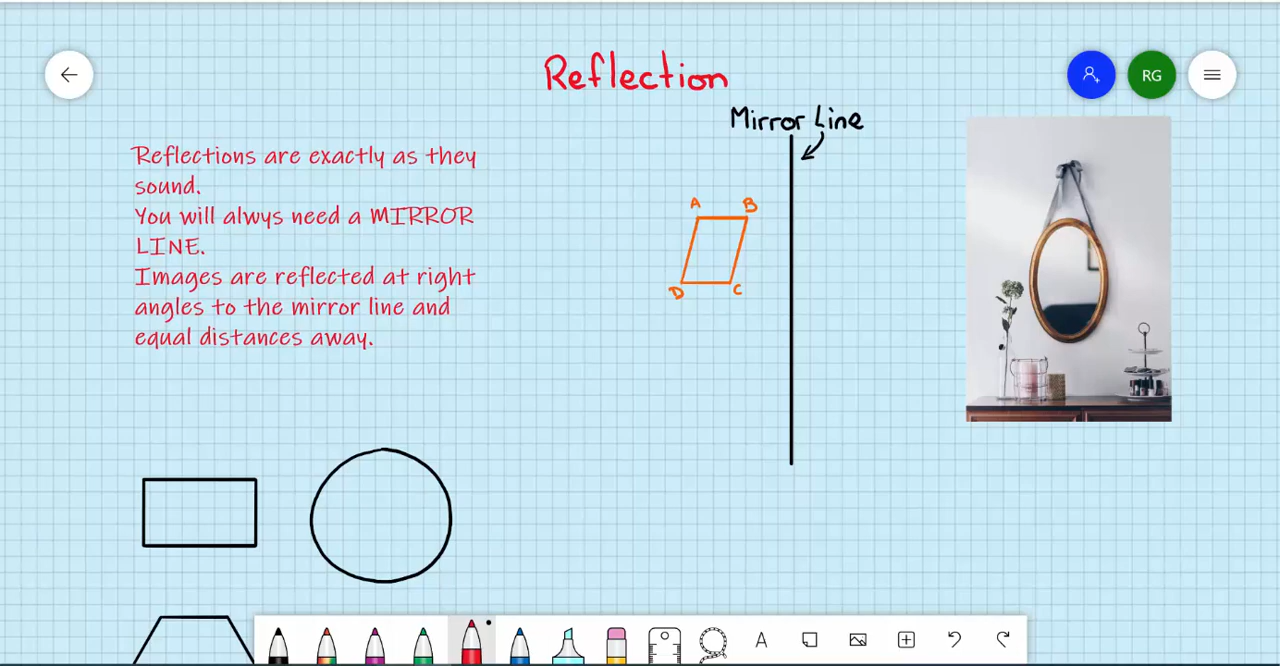 Reflection
RG
Mirror Line
Reflections are exactly as they
sound.
You will alwys need a MIRROR
LINE.
Images are reflected at right
angles to the mirror line and
equal distances away.
A B
D C
A